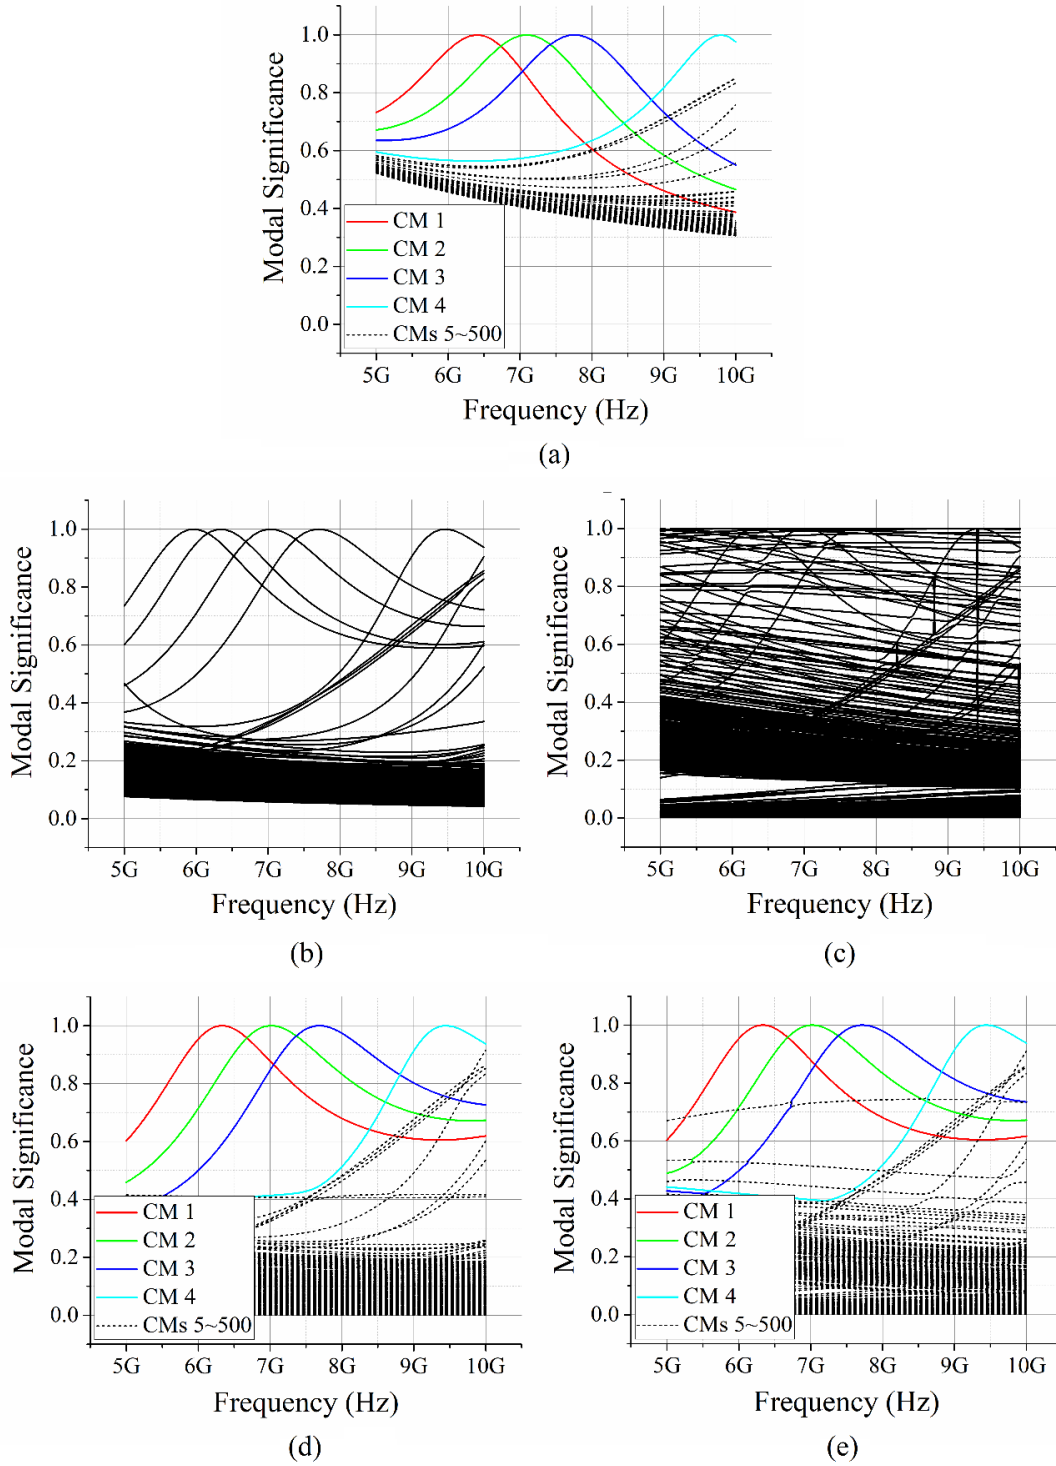 1.0
0.8
0.6
0.4
0.2
0.0
Modal Significance
CM 1
CM 2
CM 3
CM 4
CMs 5~500
5G 6G 7G 8G 9G 10G
Frequency (Hz)
(a)
1.0
0.8
0.6
0.4
0.2
0.0
Modal Significance
5G 6G 7G 8G 9G 10G
Frequency (Hz)
(b)
1.0
0.8
0.6
0.4
0.2
0.0
Modal Significance
5G 6G 7G 8G 9G 10G
Frequency (Hz)
(c)
1.0
0.8
0.6
0.4
0.2
0.0
Modal Significance
CM 1
CM 2
CM 3
CM 4
CMs 5~500
5G 6G 7G 8G 9G 10G
Frequency (Hz)
(d)
1.0
0.8
0.6
0.4
0.2
0.0
Modal Significance
CM 1
CM 2
CM 3
CM 4
CMs 5~500
5G 6G 7G 8G 9G 10G
Frequency (Hz)
(e)